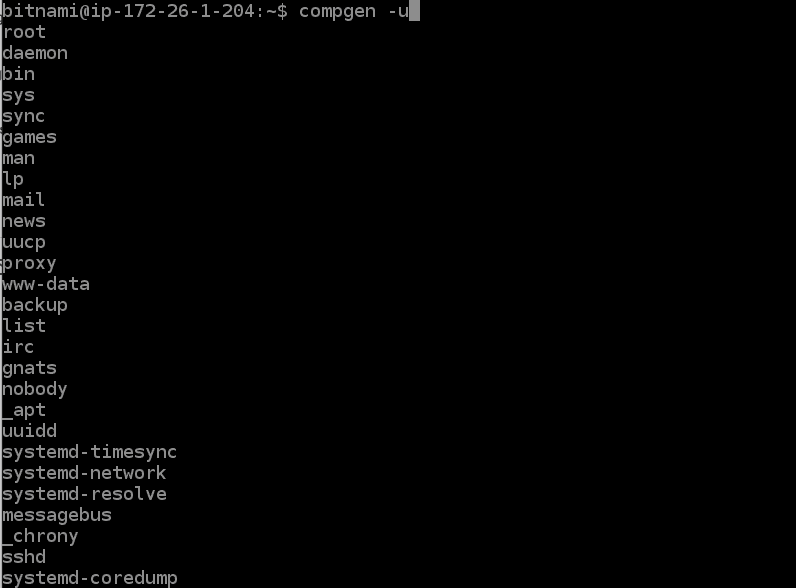 bitnami@ip-172-26-1-204:~$ compgen -u
root
daemon
bin
sys
sync
games
man
lp
mail
news
uucp
proxy
www-data
backup
list
irc
gnats
nobody
_apt
uuidd
systemd-timesync
systemd-network
systemd-resolve
messagebus
_chrony
sshd
systemd-coredump